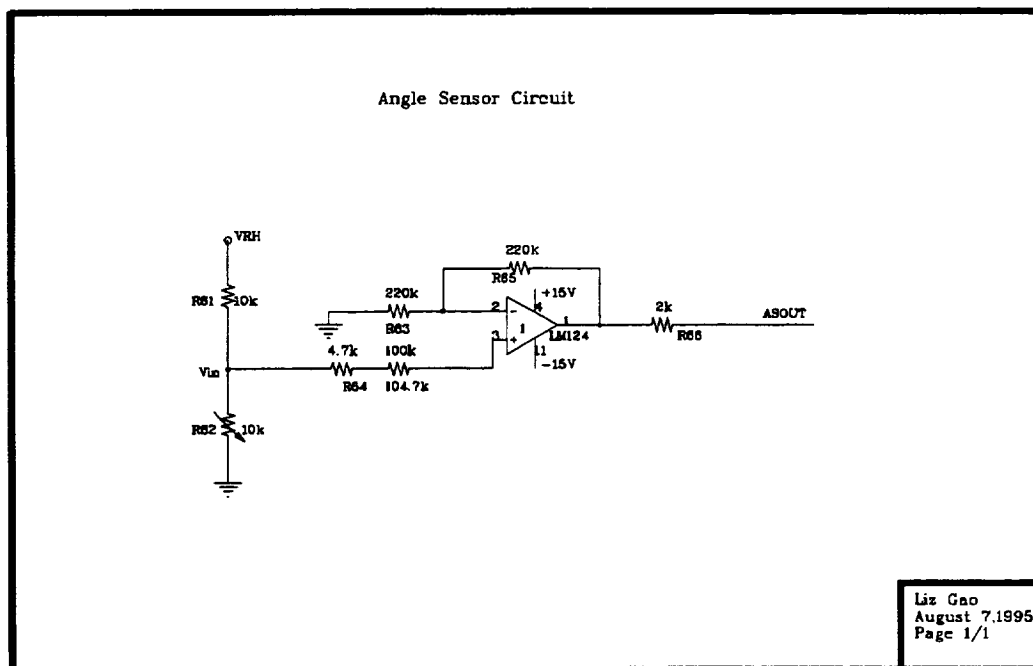 Angle Sensor Circuit
VRH
220k
R65
+15V
R61 10k
220k
2 - 4
2k
ASOUT
R63
1 1
LM124
R66
3 +
4.7k 100k
11
-15V
Vin
R64 104.7k
R62 10k
Liz Gao
August 7,1995
Page 1/1